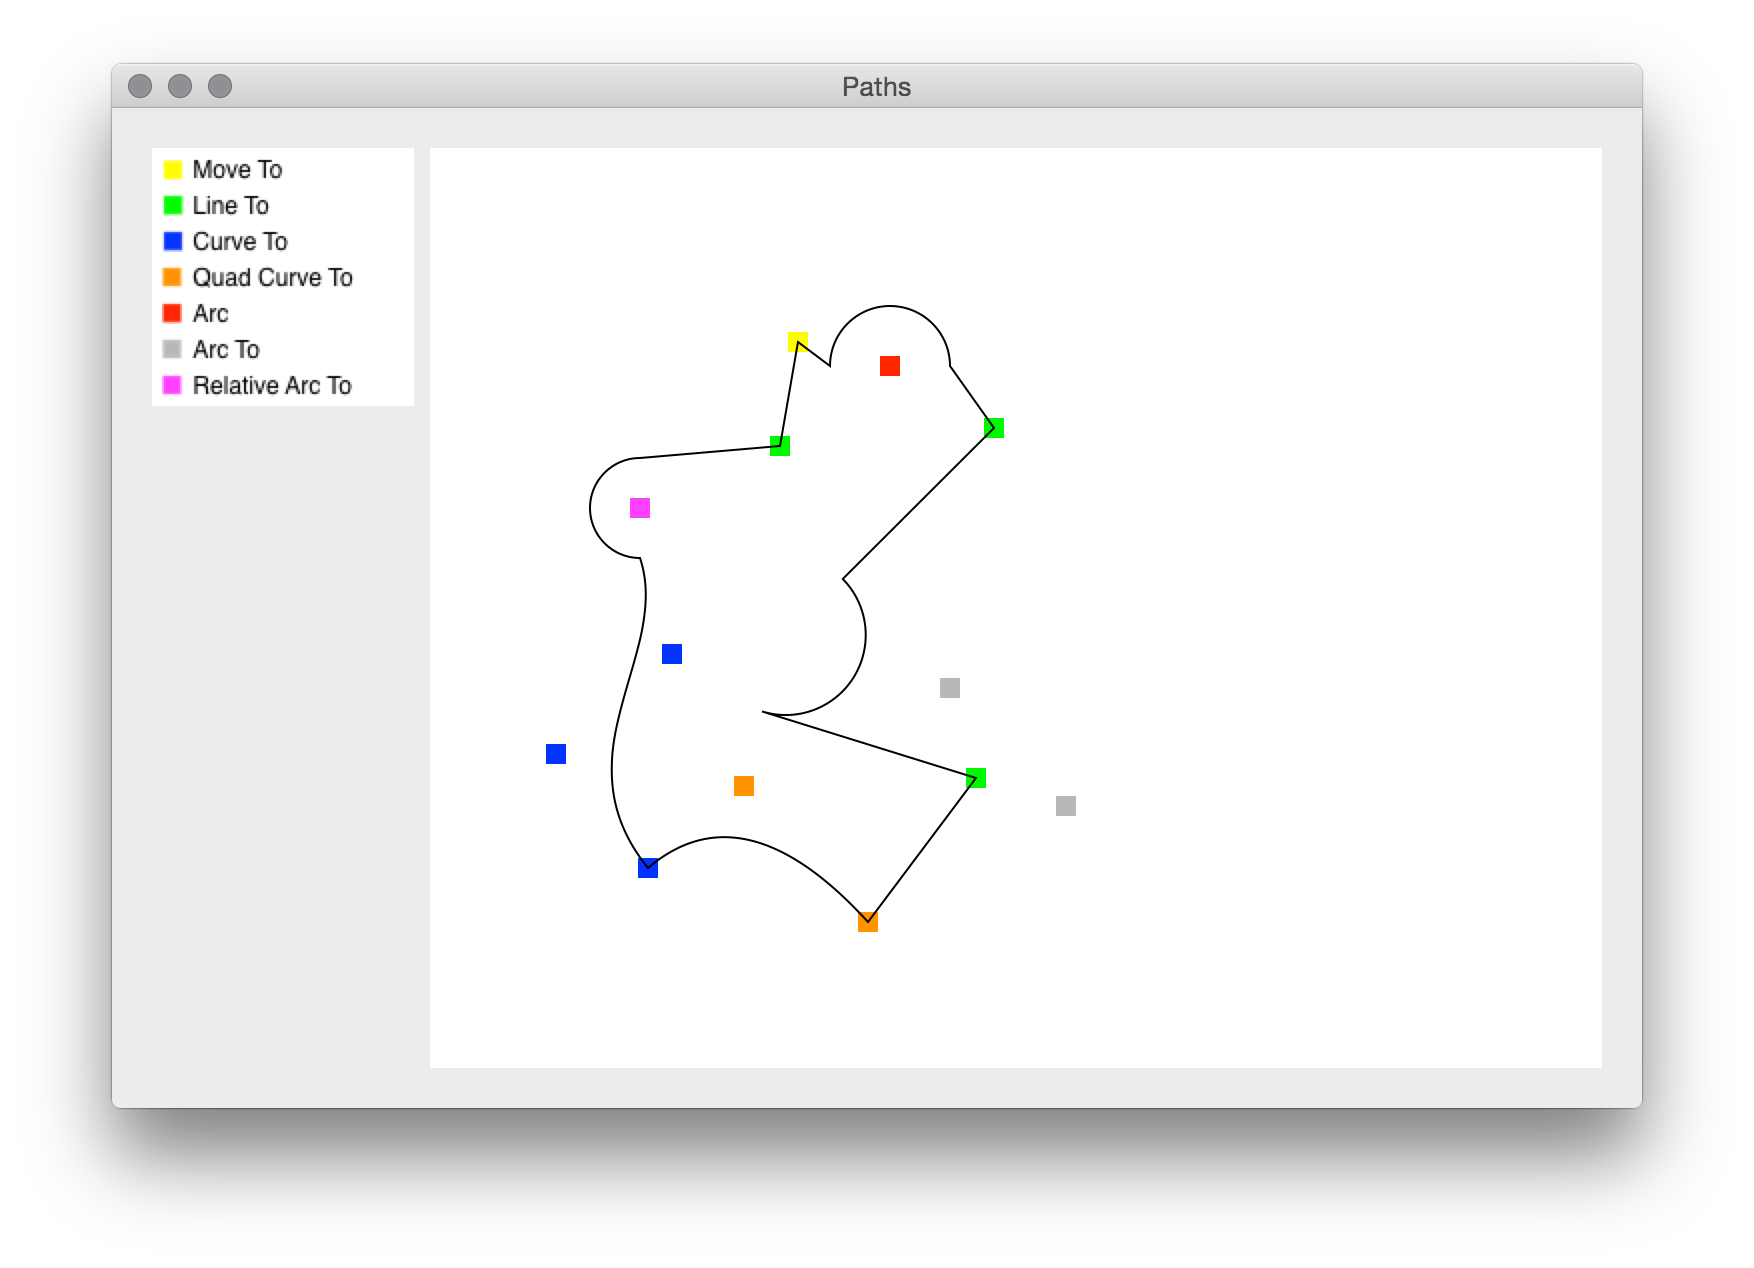 Paths
Move To
Line To
Curve To
Quad Curve To
Arc
Arc To
Relative Arc To